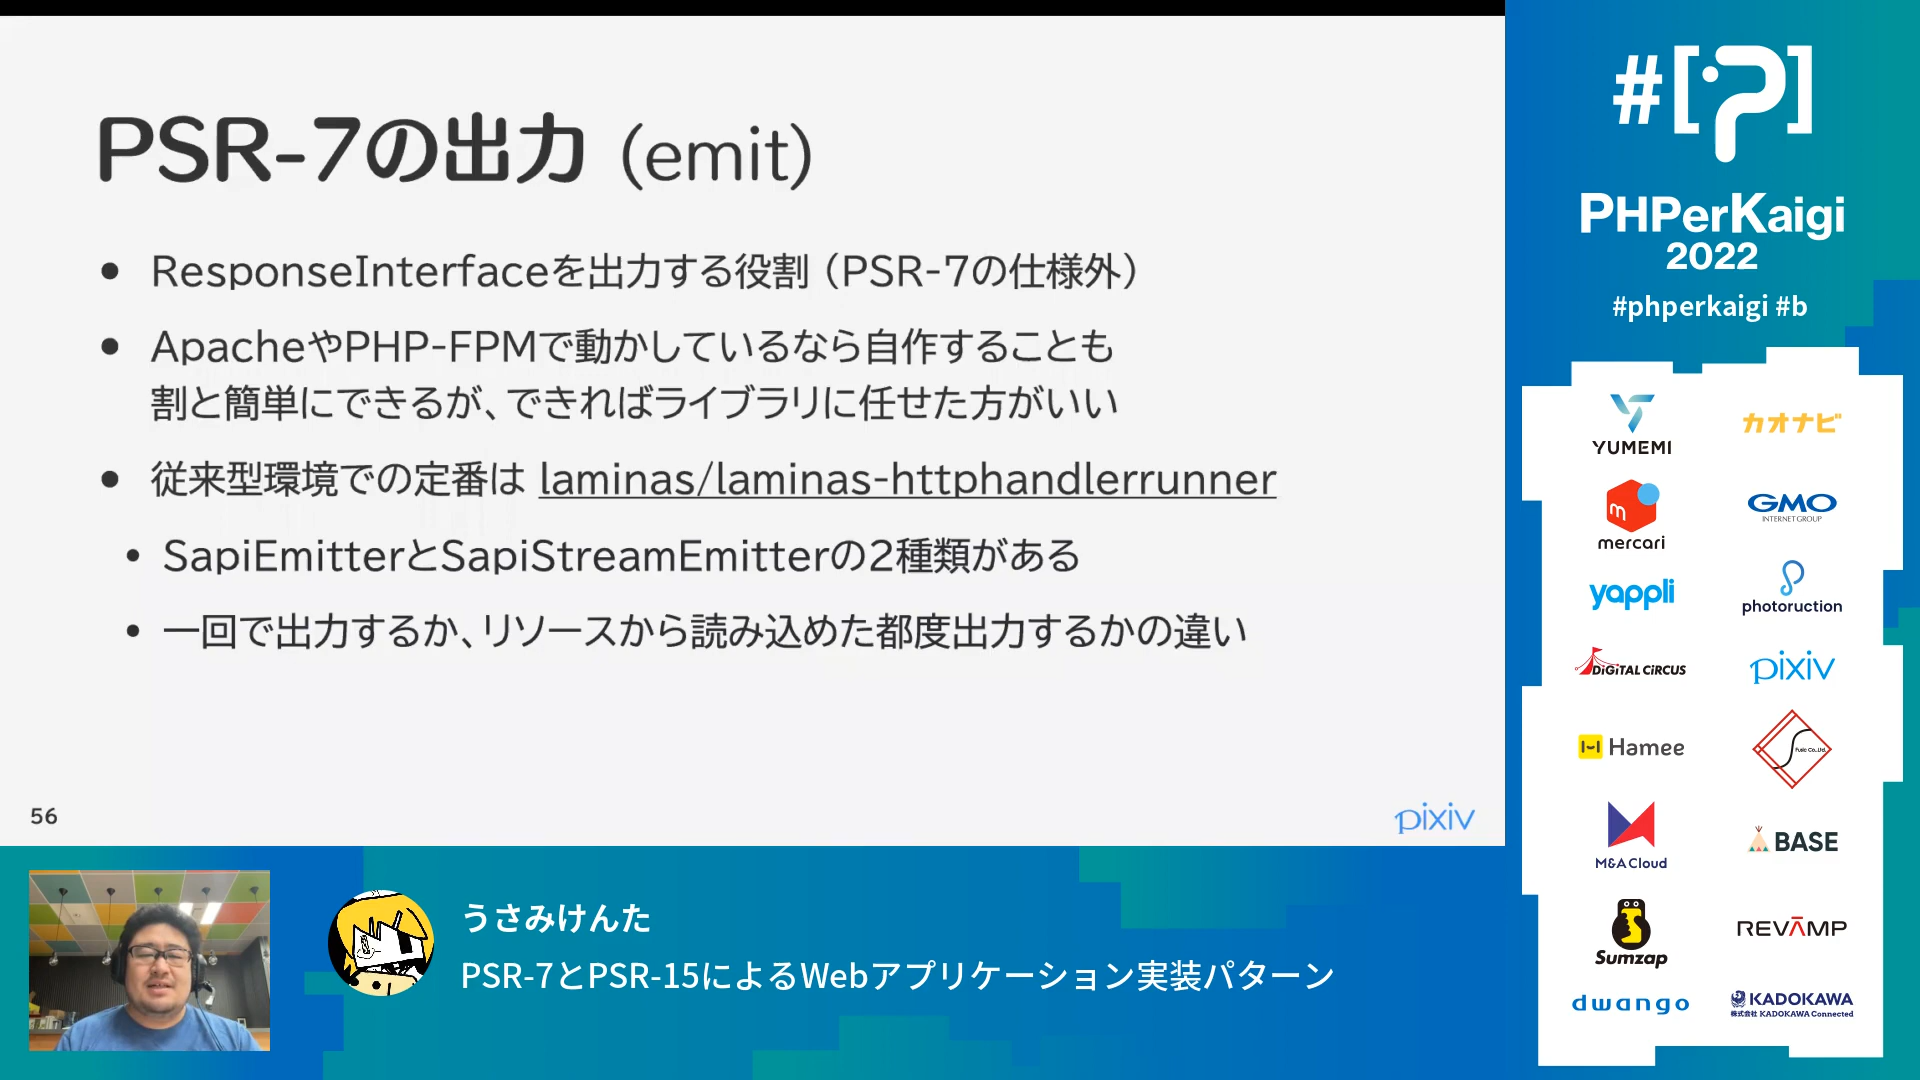 PSR-7の出力 (emit)
ResponseInterfaceを出力する役割（PSR-7の仕様外）
ApacheやPHP-FPMで動かしているなら自作することも
割と簡単にできるが、できればライブラリに任せた方がいい
従来型環境での定番は laminas/laminas-httphandlerrunner
SapiEmitterとSapiStreamEmitterの2種類がある
一回で出力するか、リソースから読み込めた都度出力するかの違い
56
pixiv
うさみけんた
PSR-7とPSR-15によるWebアプリケーション実装パターン
#[?]
PHPerKaigi
2022
#phperkaigi #b
YUMEMI
カオナビ
mercari
GMO
INTERNET GROUP
yappli
photoruction
DiGiTAL CiRCUS
pixiv
Hamee
Fusic Co.,Ltd.
M&A Cloud
BASE
Sumzap
REVAMP
dwango
KADOKAWA
株式会社 KADOKAWA Connected